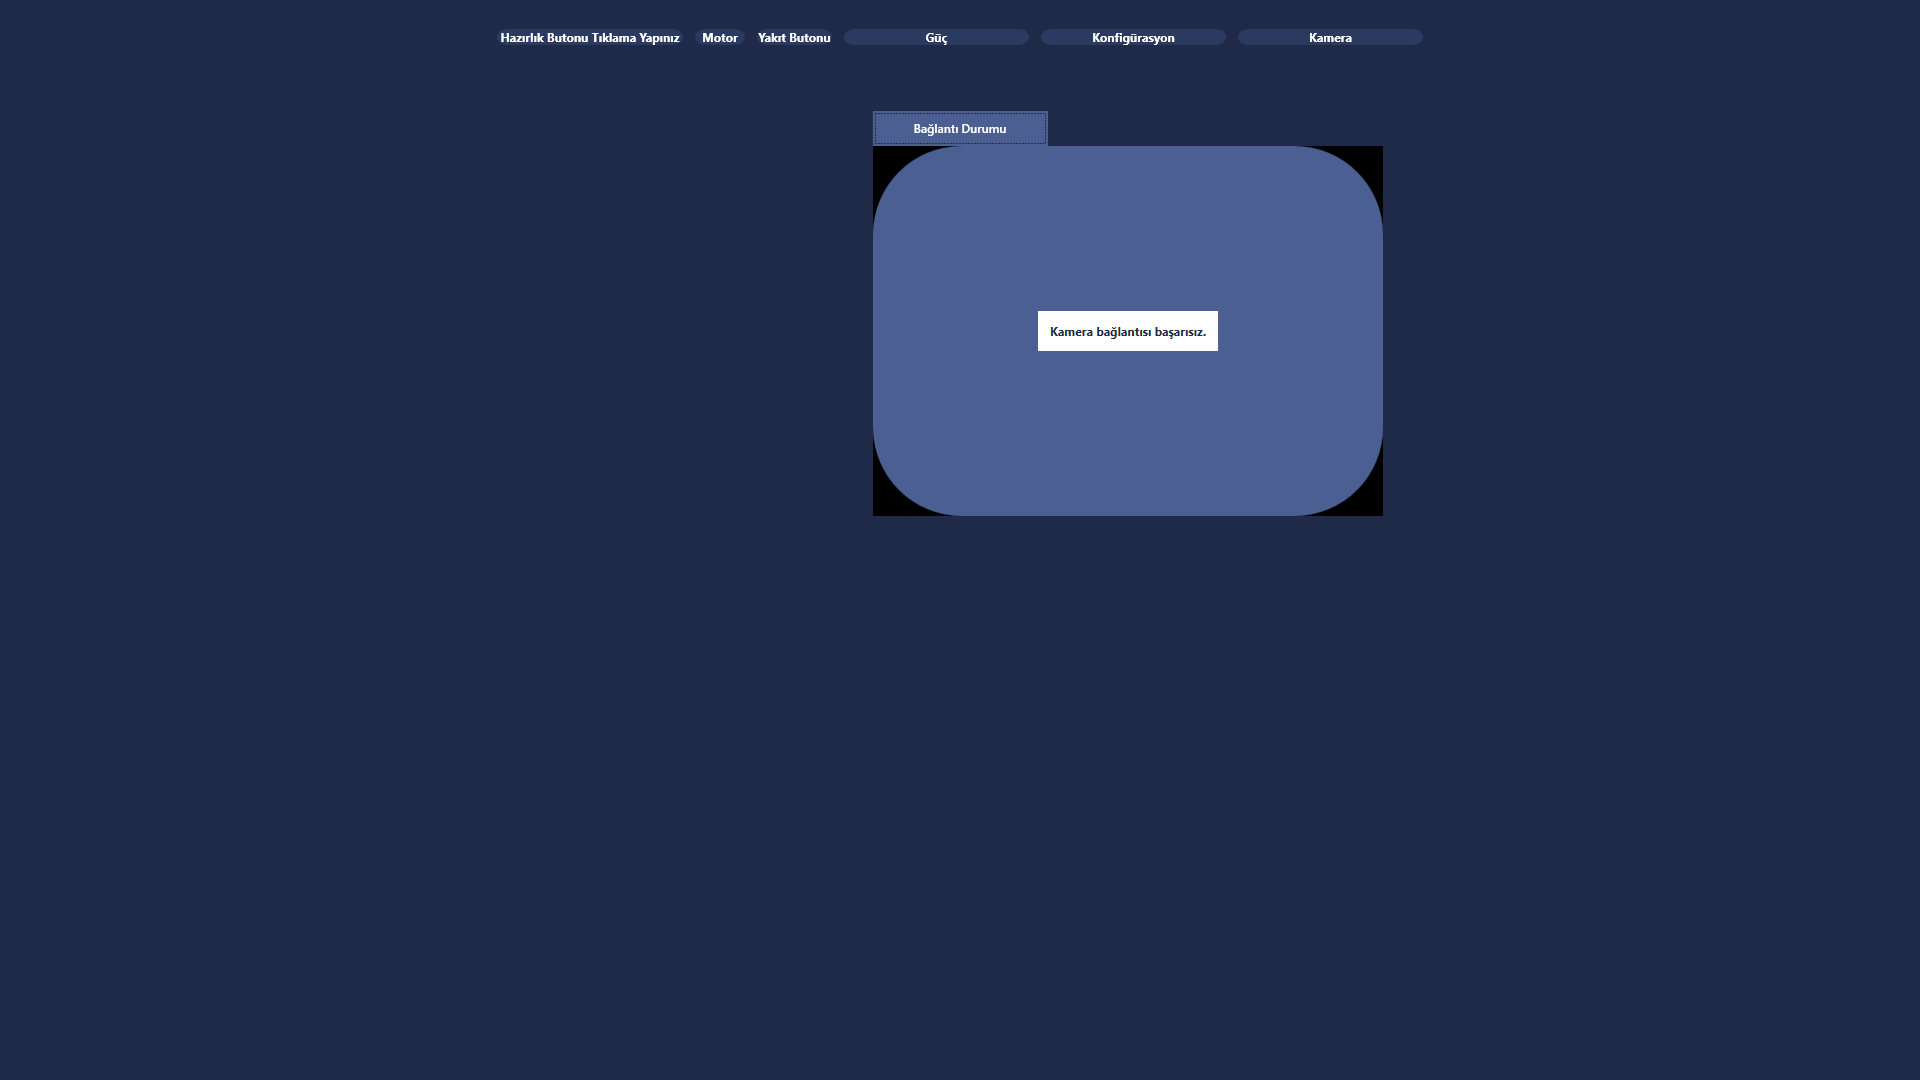 Hazırlık Butonu Tıklama Yapınız
Motor
Yakıt Butonu
Güç
Konfigürasyon
Kamera
Bağlantı Durumu
Kamera bağlantısı başarısız.